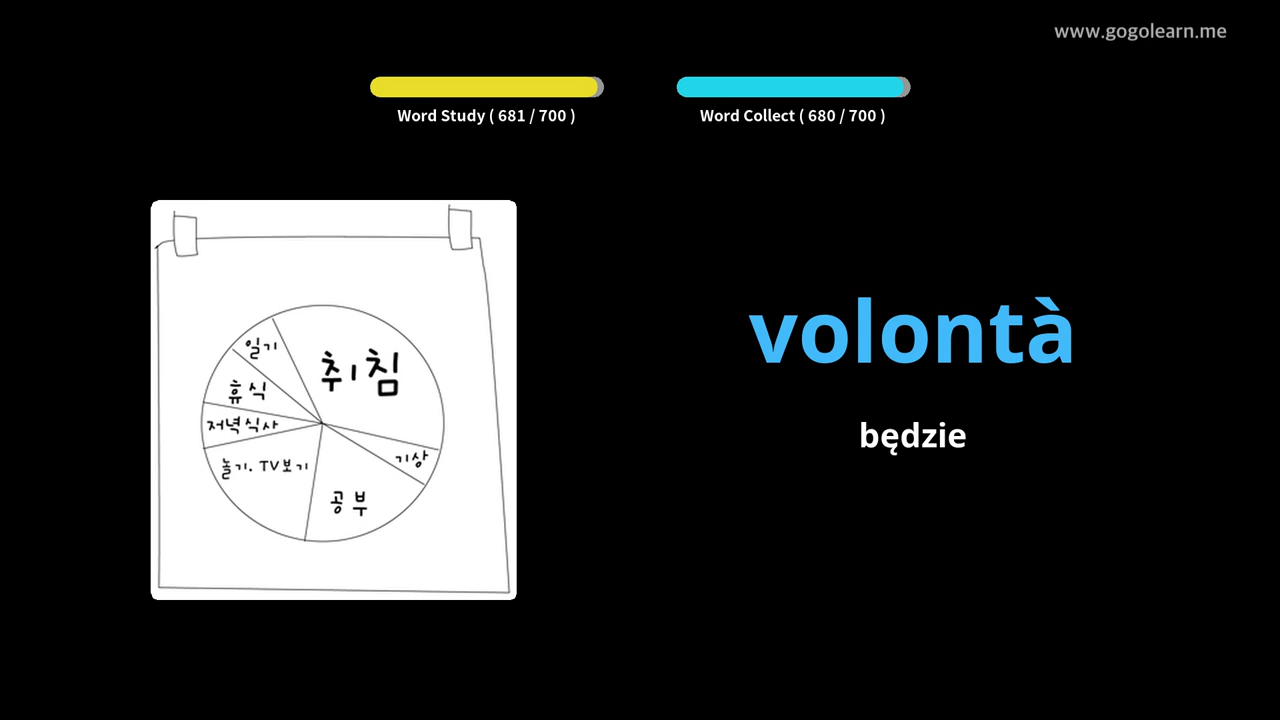 www.gogolearn.me
Word Study ( 681 / 700 )
Word Collect ( 680 / 700 )
일기
취침
휴식
저녁식사
놀기. TV보기
기상
공부
volontà
będzie